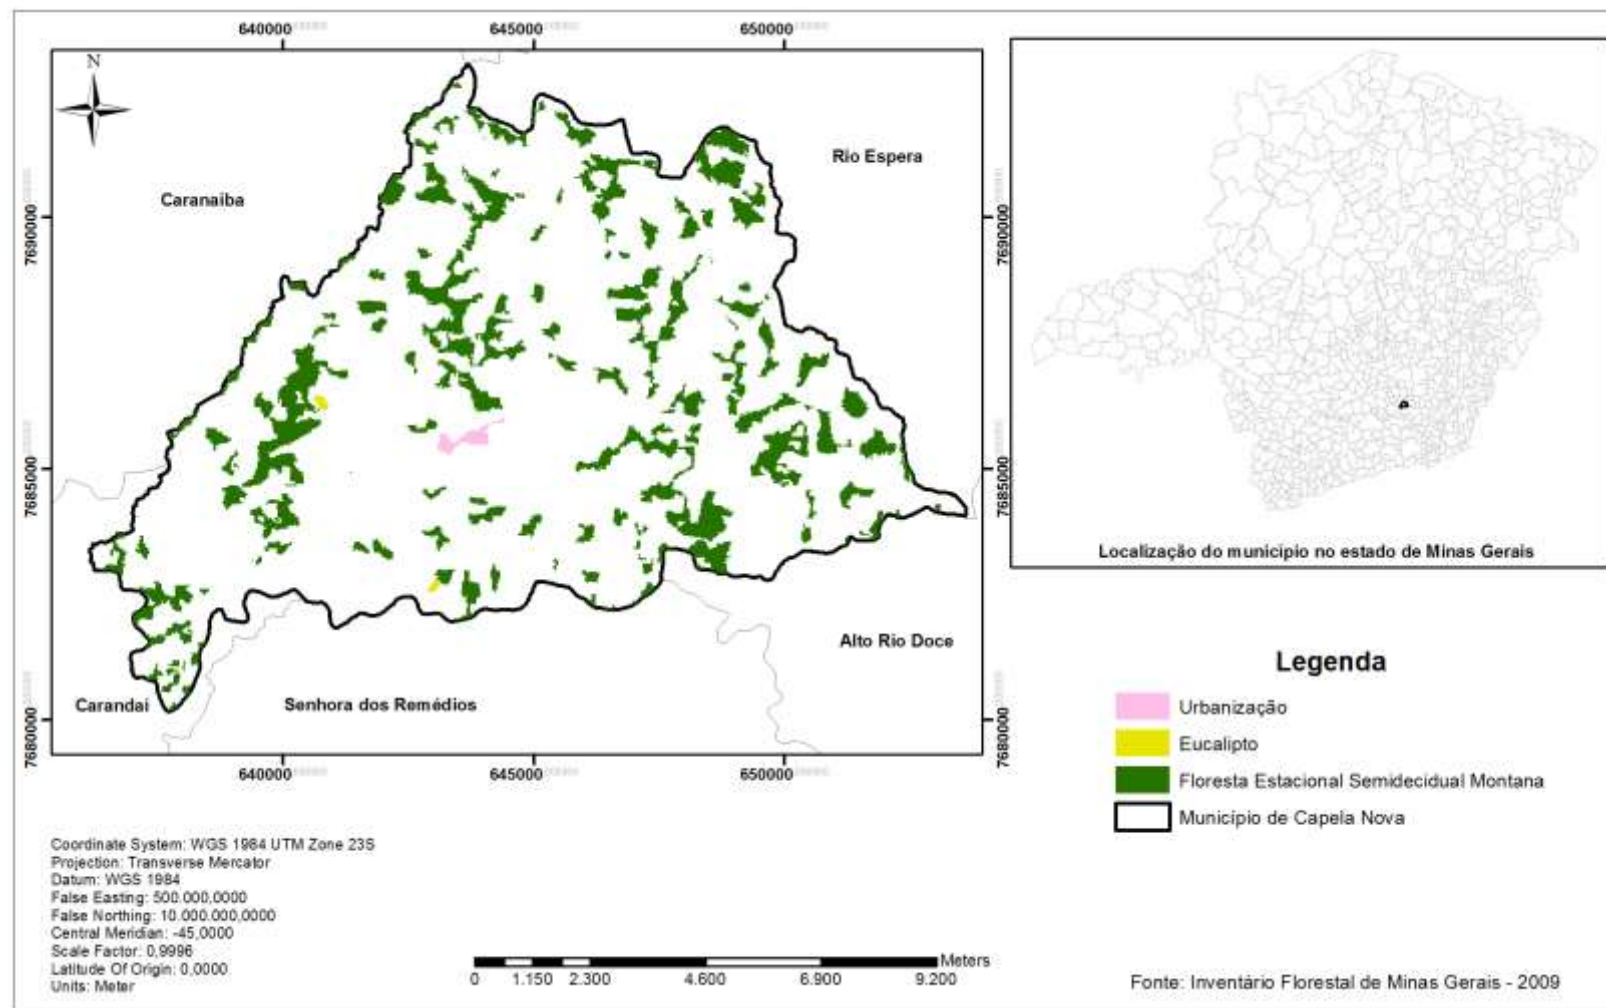 640000 645000 650000
N
Rio Espera
Caranaiba
7690000 7690000
7685000 7685000
Localização do município no estado de Minas Gerais
Alto Rio Doce
Legenda
Carandaí
Senhora dos Remédios
7680000 7680000
Urbanização
Eucalipto
640000 645000 650000
Floresta Estacional Semidecidual Montana
Município de Capela Nova
Coordinate System: WGS 1984 UTM Zone 23S
Projection: Transverse Mercator
Datum: WGS 1984
False Easting: 500.000,0000
False Northing: 10.000.000,0000
Central Meridian: -45,0000
Scale Factor: 0,9996
Latitude Of Origin: 0,0000
Units: Meter
Meters
0 1.150 2.300 4.600 6.900 9.200
Fonte: Inventário Florestal de Minas Gerais - 2009